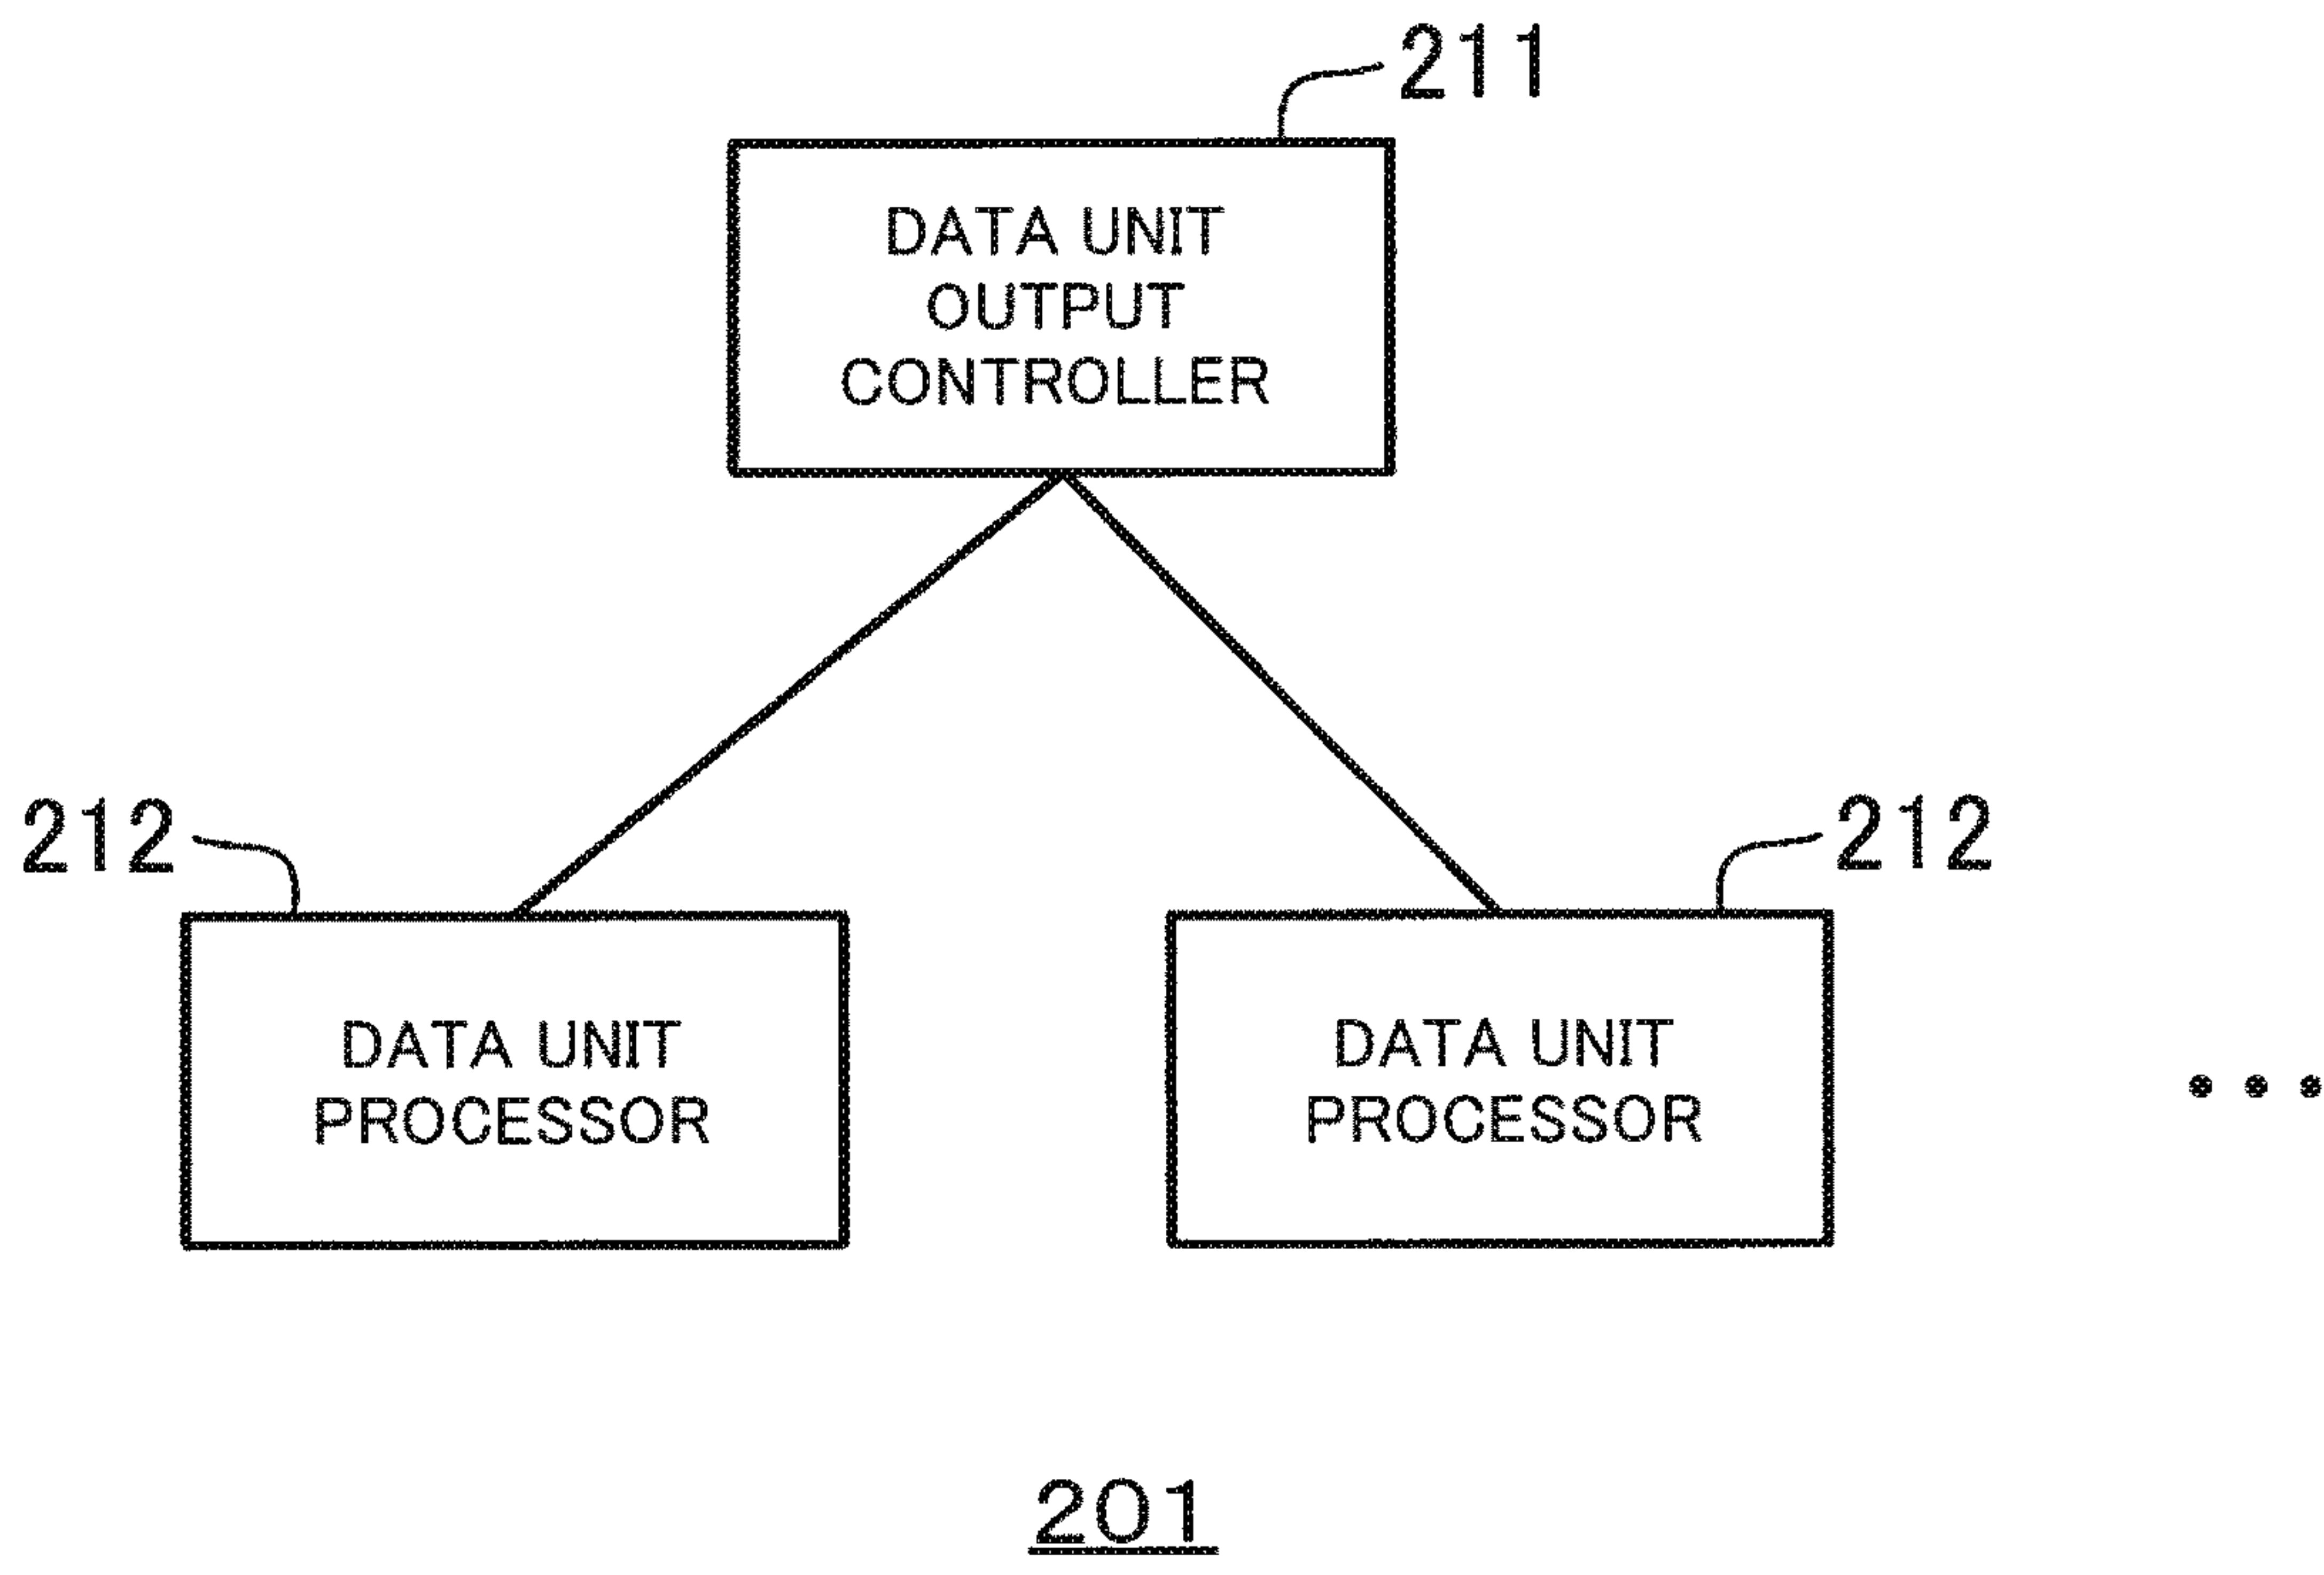 211
DATA UNIT
OUTPUT
CONTROLLER
212
212
DATA UNIT
PROCESSOR
DATA UNIT
PROCESSOR
...
201